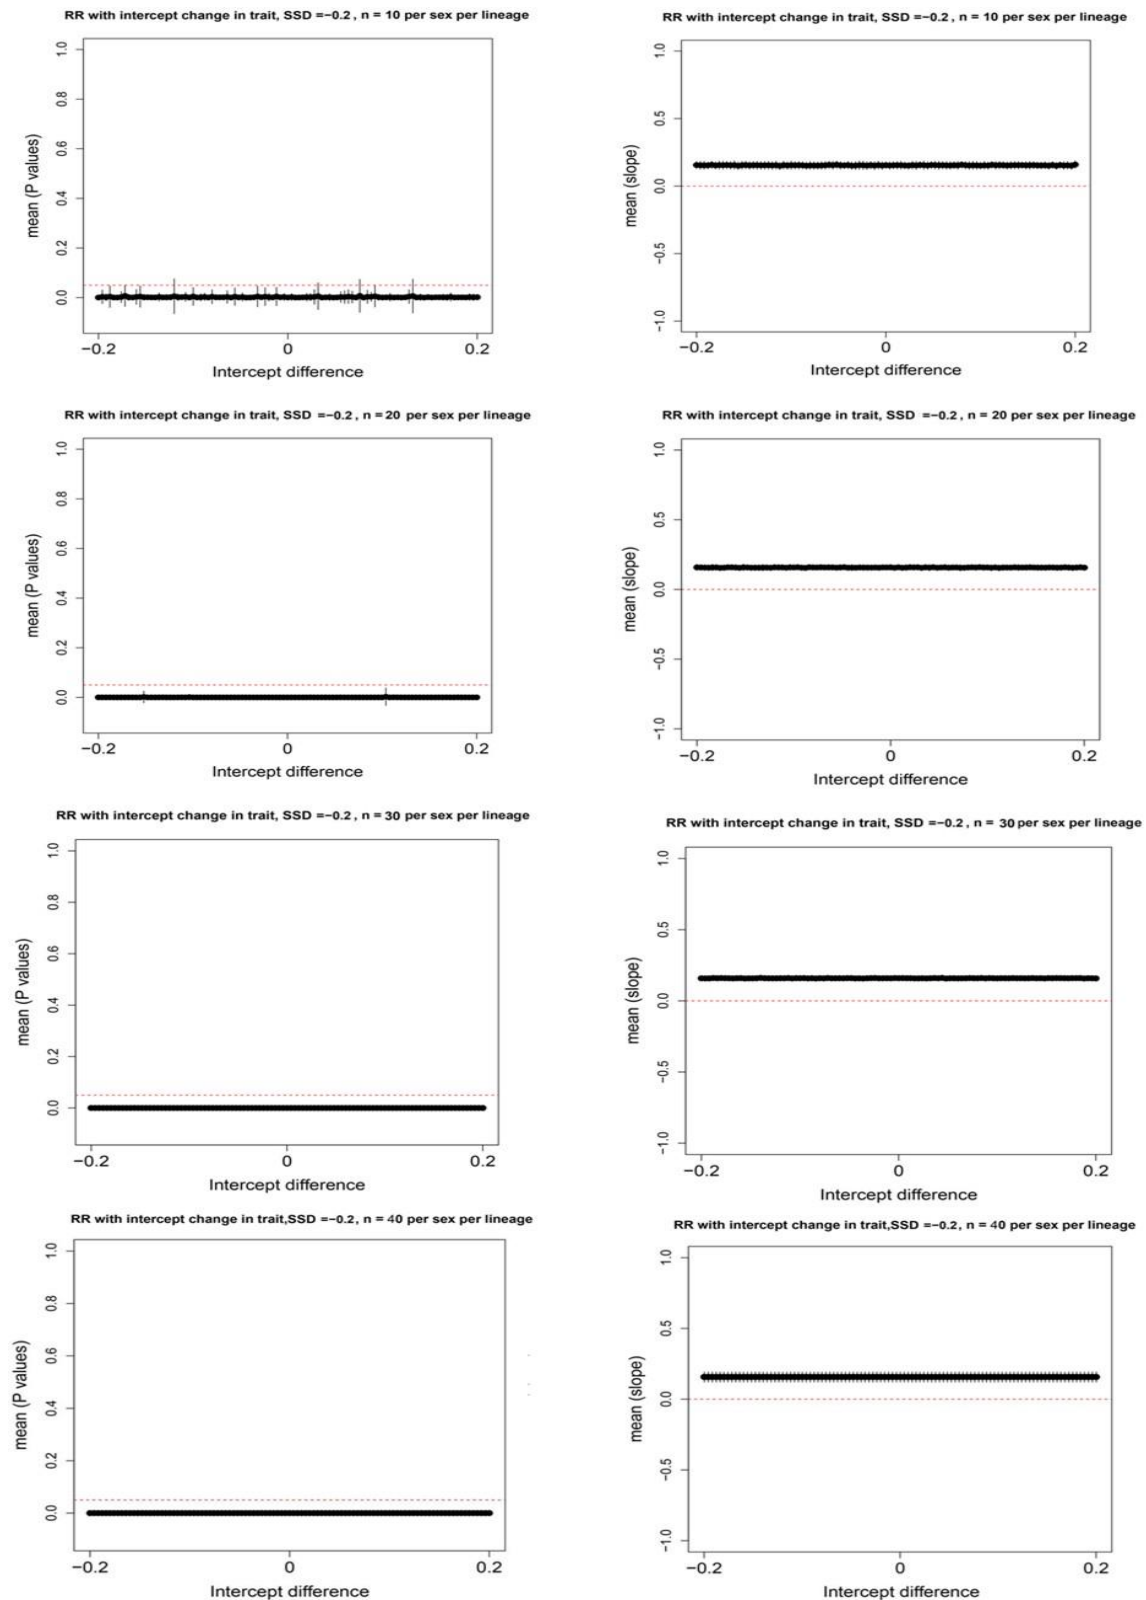 RR with intercept change in trait, SSD =−0.2 , n = 10 per sex per lineage
mean (P values)
1.0
0.8
0.6
0.4
0.2
0.0
−0.2 0 0.2
Intercept difference
RR with intercept change in trait, SSD =−0.2 , n = 10 per sex per lineage
mean (slope)
1.0
0.5
0.0
−0.5
−1.0
−0.2 0 0.2
Intercept difference
RR with intercept change in trait, SSD =−0.2 , n = 20 per sex per lineage
mean (P values)
1.0
0.8
0.6
0.4
0.2
0.0
−0.2 0 0.2
Intercept difference
RR with intercept change in trait, SSD =−0.2 , n = 20 per sex per lineage
mean (slope)
1.0
0.5
0.0
−0.5
−1.0
−0.2 0 0.2
Intercept difference
RR with intercept change in trait, SSD =−0.2 , n = 30 per sex per lineage
mean (P values)
1.0
0.8
0.6
0.4
0.2
0.0
−0.2 0 0.2
Intercept difference
RR with intercept change in trait, SSD =−0.2 , n = 30 per sex per lineage
mean (slope)
1.0
0.5
0.0
−0.5
−1.0
−0.2 0 0.2
Intercept difference
RR with intercept change in trait,SSD =−0.2, n = 40 per sex per lineage
mean (P values)
1.0
0.8
0.6
0.4
0.2
0.0
−0.2 0 0.2
Intercept difference
RR with intercept change in trait,SSD =−0.2, n = 40 per sex per lineage
mean (slope)
1.0
0.5
0.0
−0.5
−1.0
−0.2 0 0.2
Intercept difference